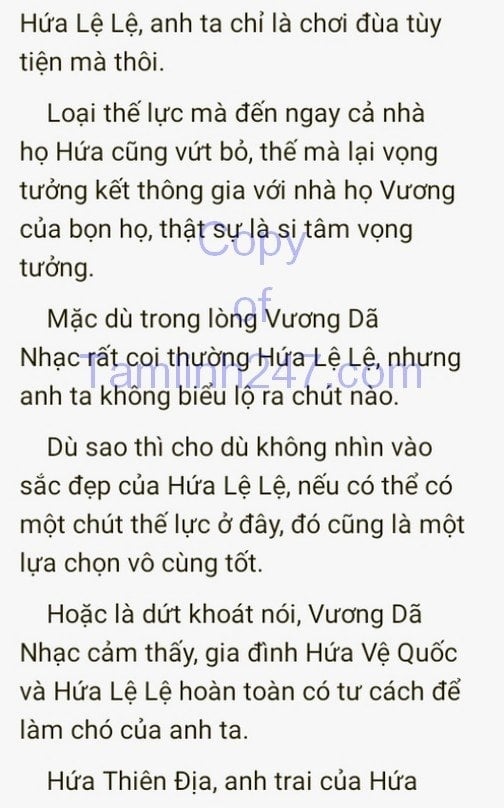 Hứa Lệ Lệ, anh ta chỉ là chơi đùa tùy
tiện mà thôi.
Loại thế lực mà đến ngay cả nhà
họ Hứa cũng vứt bỏ, thế mà lại vọng
tưởng kết thông gia với nhà họ Vương
của bọn họ, thật sự là si tâm vọng
tưởng.
Copy
of
Tamlinh247.com
Mặc dù trong lòng Vương Dã
Nhạc rất coi thường Hứa Lệ Lệ, nhưng
anh ta không biểu lộ ra chút nào.
Dù sao thì cho dù không nhìn vào
sắc đẹp của Hứa Lệ Lệ, nếu có thể có
một chút thế lực ở đây, đó cũng là một
lựa chọn vô cùng tốt.
Hoặc là dứt khoát nói, Vương Dã
Nhạc cảm thấy, gia đình Hứa Vệ Quốc
và Hứa Lệ Lệ hoàn toàn có tư cách để
làm chó của anh ta.
Hứa Thiên Địa, anh trai của Hứa